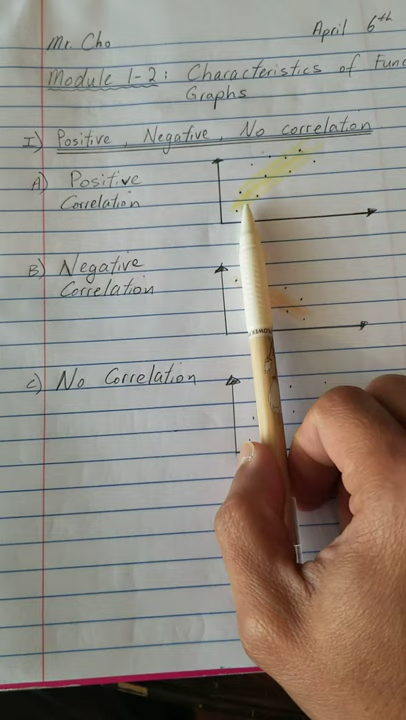 Mr. Cho
April 6th
Module 1-2: Characteristics of Func
Graphs
I) Positive, Negative, No correlation
A) Positive
Correlation
B) Negative
Correlation
C) No Correlation